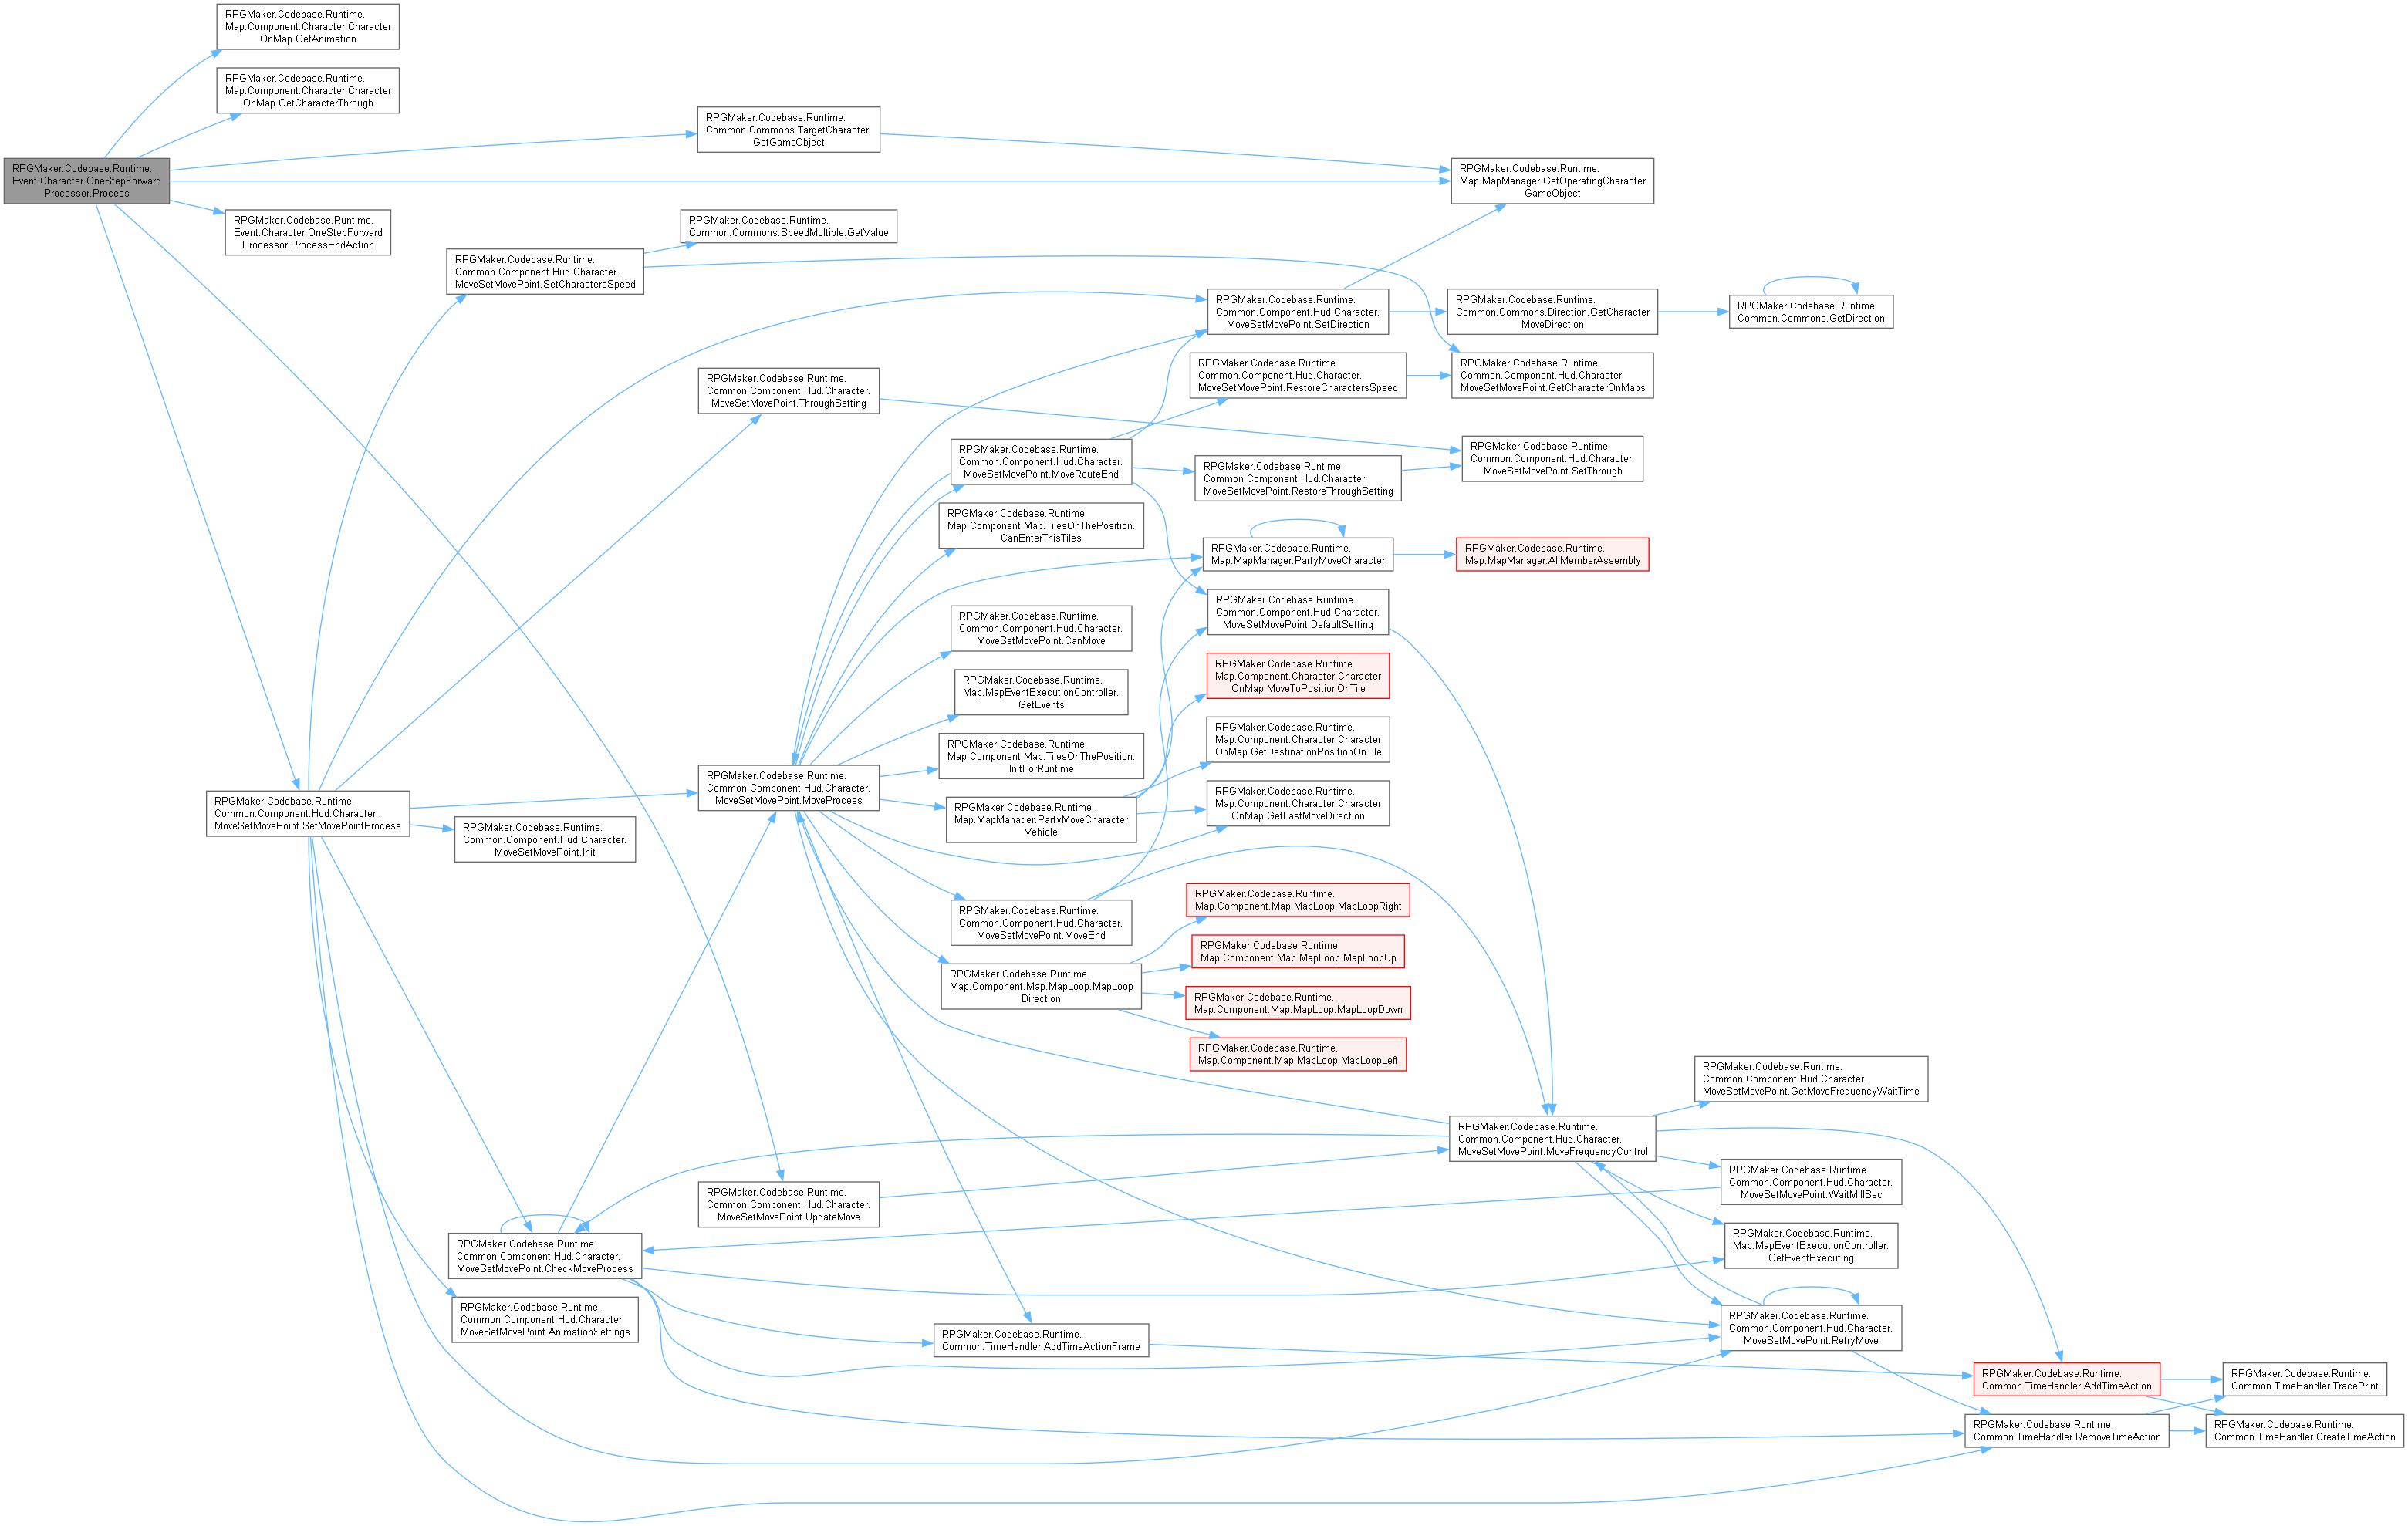 RPGMaker.Codebase.Runtime.
Event.Character.OneStepForward
Processor.Process
RPGMaker.Codebase.Runtime.
Map.Component.Character.Character
OnMap.GetAnimation
RPGMaker.Codebase.Runtime.
Map.Component.Character.Character
OnMap.GetCharacterThrough
RPGMaker.Codebase.Runtime.
Common.Commons.TargetCharacter.
GetGameObject
RPGMaker.Codebase.Runtime.
Map.MapManager.GetOperatingCharacter
GameObject
RPGMaker.Codebase.Runtime.
Event.Character.OneStepForward
Processor.ProcessEndAction
RPGMaker.Codebase.Runtime.
Common.Commons.SpeedMultiple.GetValue
RPGMaker.Codebase.Runtime.
Common.Component.Hud.Character.
MoveSetMovePoint.SetCharactersSpeed
RPGMaker.Codebase.Runtime.
Common.Component.Hud.Character.
MoveSetMovePoint.SetDirection
RPGMaker.Codebase.Runtime.
Common.Commons.Direction.GetCharacter
MoveDirection
RPGMaker.Codebase.Runtime.
Common.Commons.GetDirection
RPGMaker.Codebase.Runtime.
Common.Component.Hud.Character.
MoveSetMovePoint.RestoreCharactersSpeed
RPGMaker.Codebase.Runtime.
Common.Component.Hud.Character.
MoveSetMovePoint.GetCharacterOnMaps
RPGMaker.Codebase.Runtime.
Common.Component.Hud.Character.
MoveSetMovePoint.ThroughSetting
RPGMaker.Codebase.Runtime.
Common.Component.Hud.Character.
MoveSetMovePoint.MoveRouteEnd
RPGMaker.Codebase.Runtime.
Common.Component.Hud.Character.
MoveSetMovePoint.RestoreThroughSetting
RPGMaker.Codebase.Runtime.
Common.Component.Hud.Character.
MoveSetMovePoint.SetThrough
RPGMaker.Codebase.Runtime.
Map.Component.Map.TilesOnThePosition.
CanEnterThisTiles
RPGMaker.Codebase.Runtime.
Map.MapManager.PartyMoveCharacter
RPGMaker.Codebase.Runtime.
Map.MapManager.AllMemberAssembly
RPGMaker.Codebase.Runtime.
Common.Component.Hud.Character.
MoveSetMovePoint.CanMove
RPGMaker.Codebase.Runtime.
Common.Component.Hud.Character.
MoveSetMovePoint.DefaultSetting
RPGMaker.Codebase.Runtime.
Map.MapEventExecutionController.
GetEvents
RPGMaker.Codebase.Runtime.
Map.Component.Character.Character
OnMap.MoveToPositionOnTile
RPGMaker.Codebase.Runtime.
Map.Component.Map.TilesOnThePosition.
InitForRuntime
RPGMaker.Codebase.Runtime.
Map.Component.Character.Character
OnMap.GetDestinationPositionOnTile
RPGMaker.Codebase.Runtime.
Common.Component.Hud.Character.
MoveSetMovePoint.SetMovePointProcess
RPGMaker.Codebase.Runtime.
Common.Component.Hud.Character.
MoveSetMovePoint.Init
RPGMaker.Codebase.Runtime.
Common.Component.Hud.Character.
MoveSetMovePoint.MoveProcess
RPGMaker.Codebase.Runtime.
Map.MapManager.PartyMoveCharacter
Vehicle
RPGMaker.Codebase.Runtime.
Map.Component.Character.Character
OnMap.GetLastMoveDirection
RPGMaker.Codebase.Runtime.
Common.Component.Hud.Character.
MoveSetMovePoint.MoveEnd
RPGMaker.Codebase.Runtime.
Map.Component.Map.MapLoop.MapLoopRight
RPGMaker.Codebase.Runtime.
Map.Component.Map.MapLoop.MapLoopUp
RPGMaker.Codebase.Runtime.
Map.Component.Map.MapLoop.MapLoop
Direction
RPGMaker.Codebase.Runtime.
Map.Component.Map.MapLoop.MapLoopDown
RPGMaker.Codebase.Runtime.
Map.Component.Map.MapLoop.MapLoopLeft
RPGMaker.Codebase.Runtime.
Common.Component.Hud.Character.
MoveSetMovePoint.GetMoveFrequencyWaitTime
RPGMaker.Codebase.Runtime.
Common.Component.Hud.Character.
MoveSetMovePoint.MoveFrequencyControl
RPGMaker.Codebase.Runtime.
Common.Component.Hud.Character.
MoveSetMovePoint.WaitMillSec
RPGMaker.Codebase.Runtime.
Common.Component.Hud.Character.
MoveSetMovePoint.UpdateMove
RPGMaker.Codebase.Runtime.
Map.MapEventExecutionController.
GetEventExecuting
RPGMaker.Codebase.Runtime.
Common.Component.Hud.Character.
MoveSetMovePoint.CheckMoveProcess
RPGMaker.Codebase.Runtime.
Common.Component.Hud.Character.
MoveSetMovePoint.AnimationSettings
RPGMaker.Codebase.Runtime.
Common.TimeHandler.AddTimeActionFrame
RPGMaker.Codebase.Runtime.
Common.Component.Hud.Character.
MoveSetMovePoint.RetryMove
RPGMaker.Codebase.Runtime.
Common.TimeHandler.AddTimeAction
RPGMaker.Codebase.Runtime.
Common.TimeHandler.TracePrint
RPGMaker.Codebase.Runtime.
Common.TimeHandler.RemoveTimeAction
RPGMaker.Codebase.Runtime.
Common.TimeHandler.CreateTimeAction